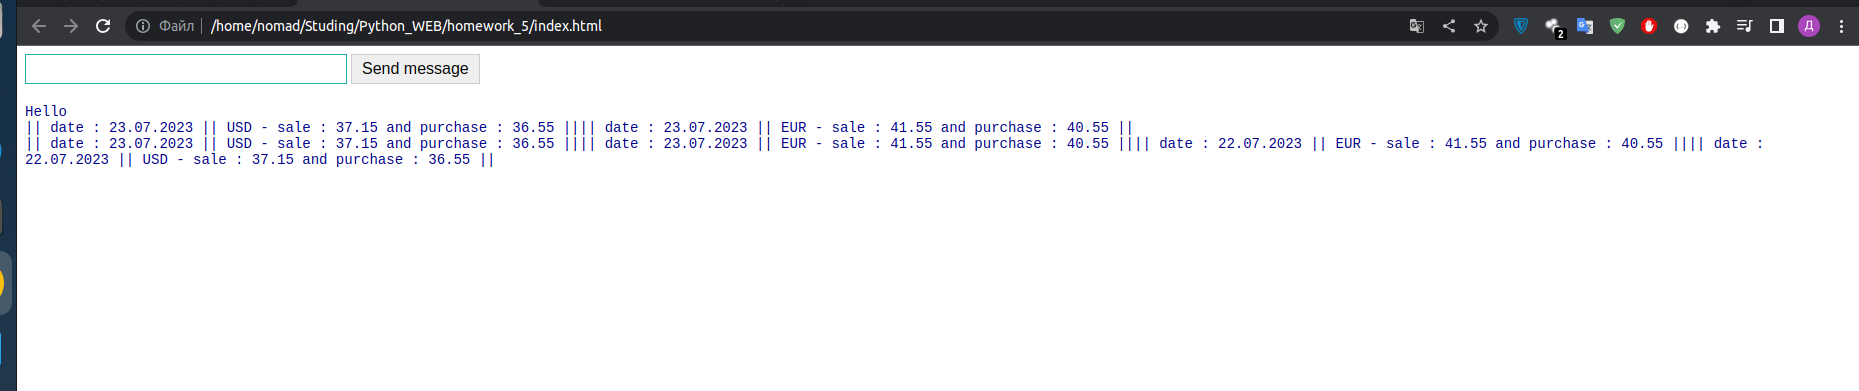 Файл | /home/nomad/Studing/Python_WEB/homework_5/index.html
2
Д
Send message
Hello
|| date : 23.07.2023 || USD - sale : 37.15 and purchase : 36.55 |||| date : 23.07.2023 || EUR - sale : 41.55 and purchase : 40.55 ||
|| date : 23.07.2023 || USD - sale : 37.15 and purchase : 36.55 |||| date : 23.07.2023 || EUR - sale : 41.55 and purchase : 40.55 |||| date : 22.07.2023 || EUR - sale : 41.55 and purchase : 40.55 |||| date :
22.07.2023 || USD - sale : 37.15 and purchase : 36.55 ||